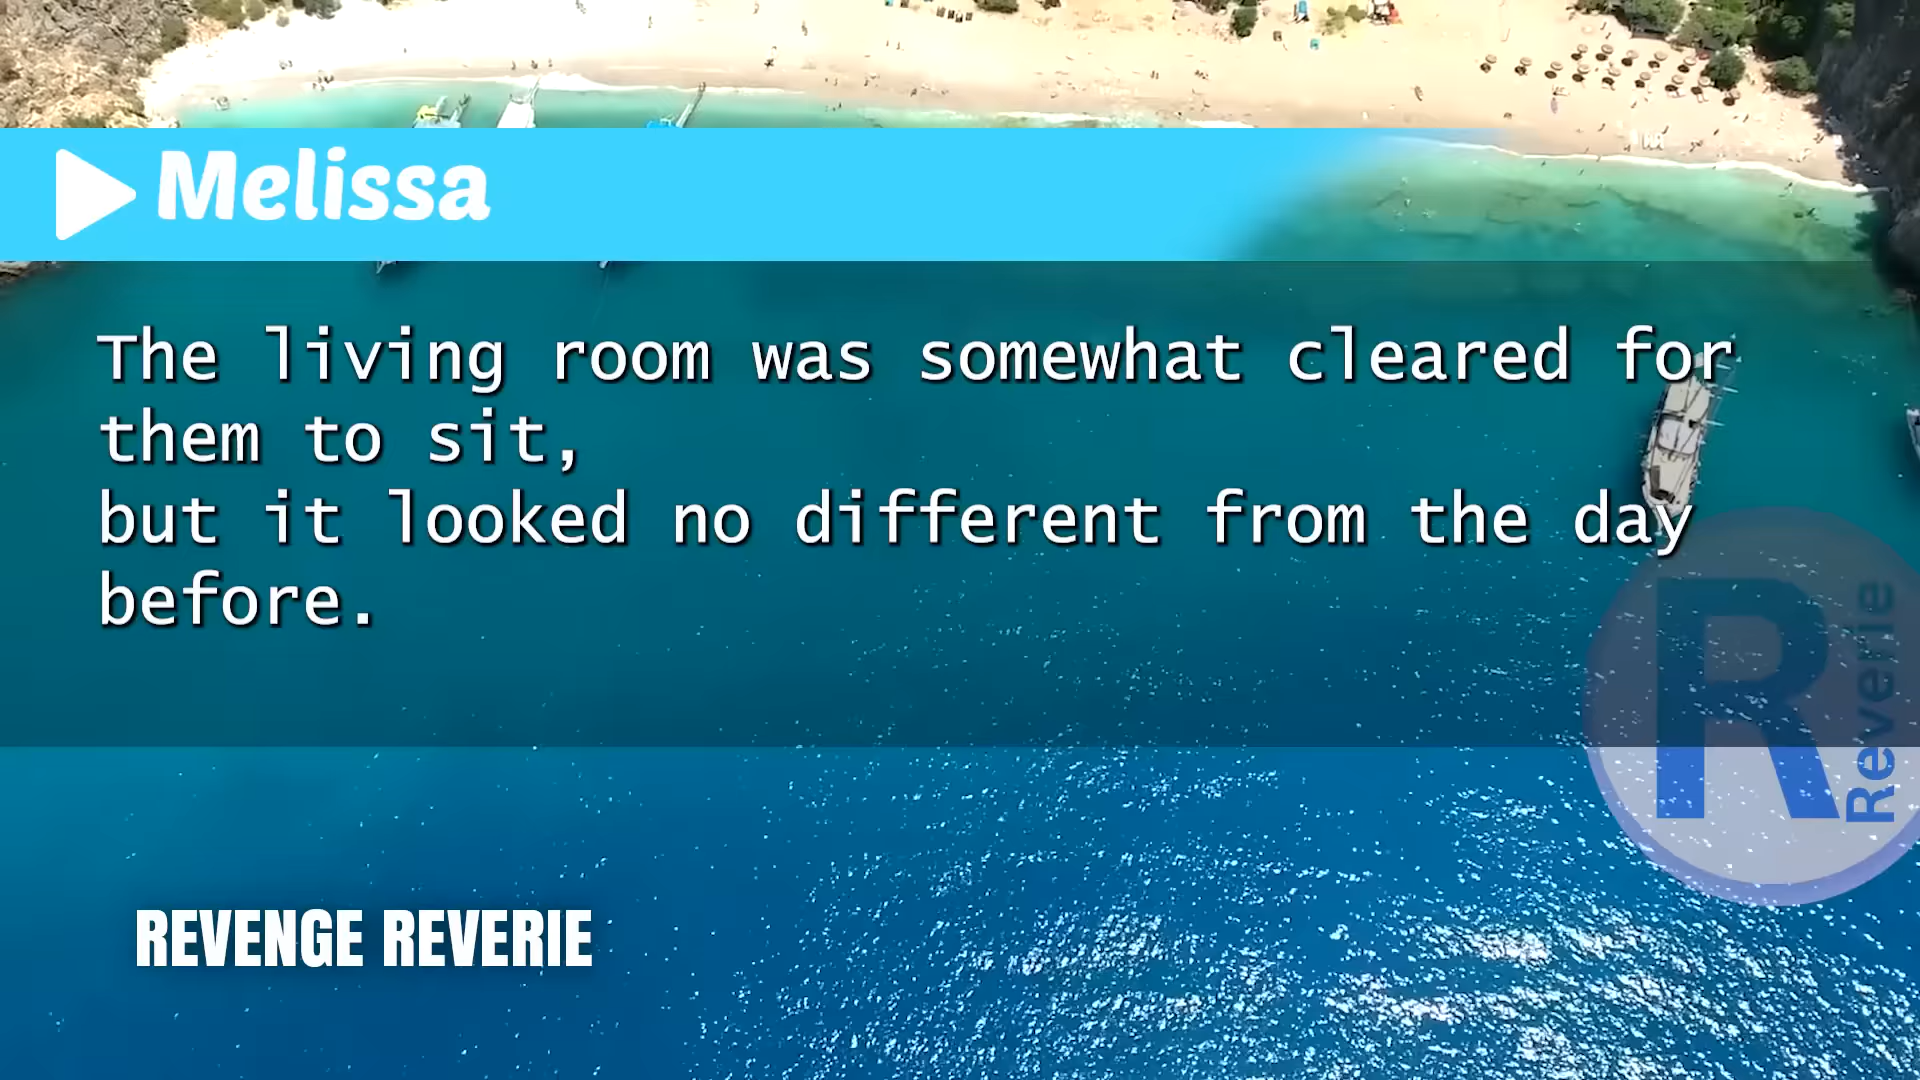 Melissa
The living room was somewhat cleared for
them to sit,
but it looked no different from the day
before.
R
Reverie
REVENGE REVERIE